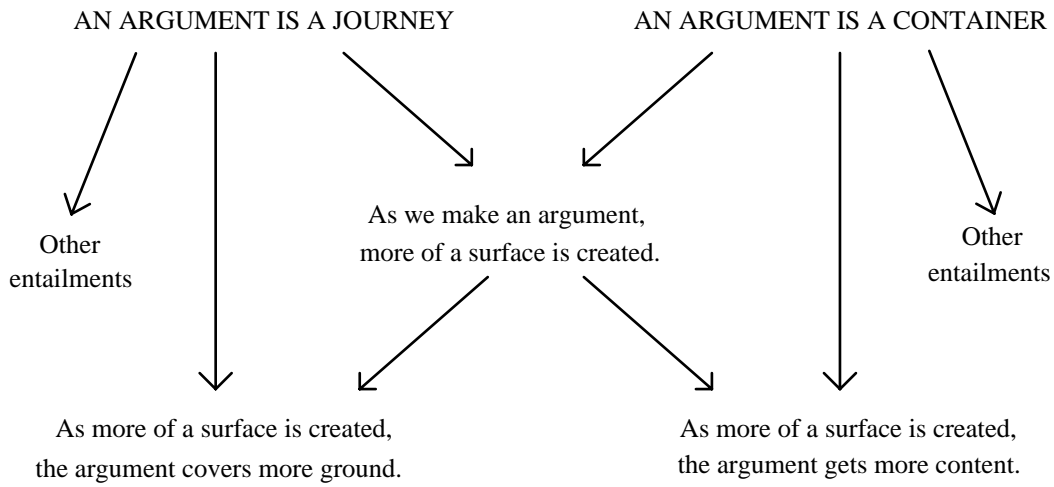 AN ARGUMENT IS A JOURNEY
AN ARGUMENT IS A CONTAINER
As we make an argument,
more of a surface is created.
Other
entailments
Other
entailments
As more of a surface is created,
the argument covers more ground.
As more of a surface is created,
the argument gets more content.